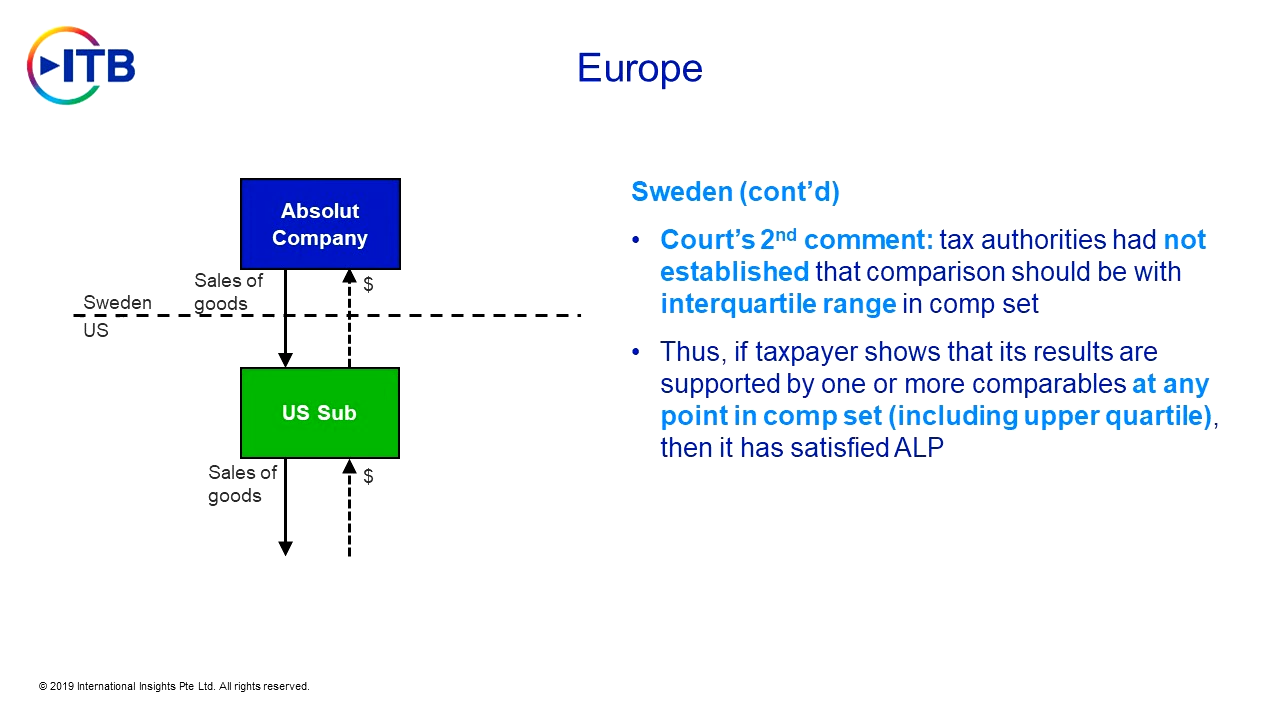 ITB
Europe
Absolut
Company
Sales of
goods
$
Sweden
US
US Sub
Sales of
goods
$
Sweden (cont’d)
• Court’s 2nd comment: tax authorities had not
established that comparison should be with
interquartile range in comp set
• Thus, if taxpayer shows that its results are
supported by one or more comparables at any
point in comp set (including upper quartile),
then it has satisfied ALP
© 2019 International Insights Pte Ltd. All rights reserved.